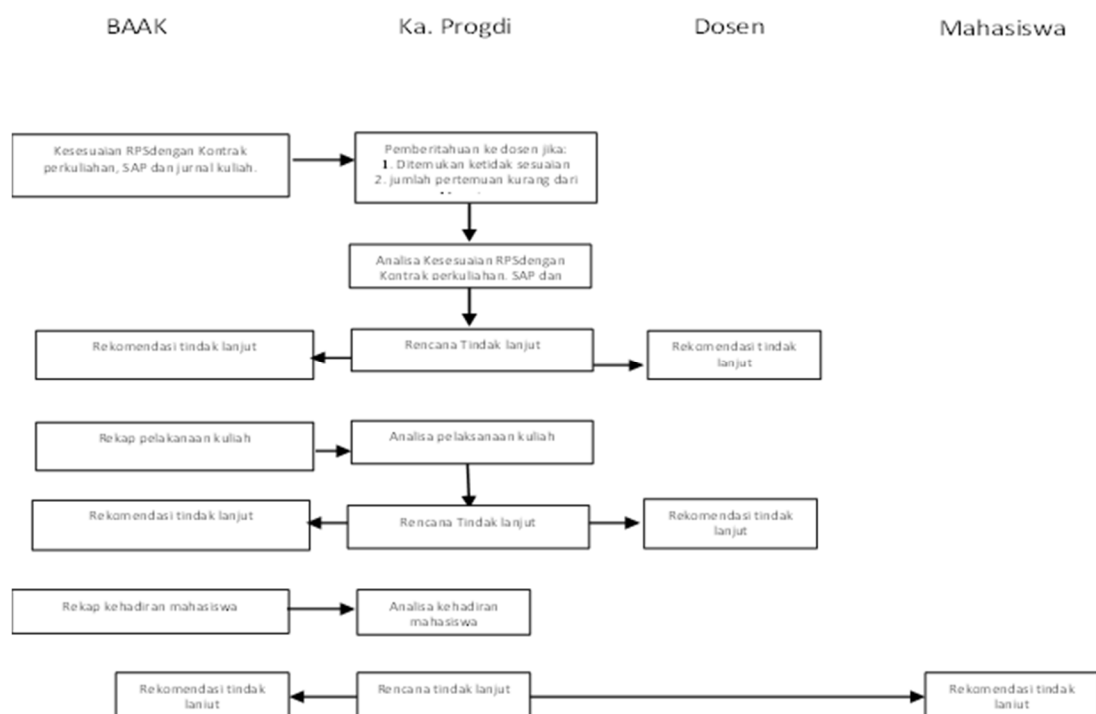 BAAK
Ka. Progdi
Dosen
Mahasiswa
Kesesuaian RPSdengan Kontrak
perkuliahan, SAP dan jurnal kuliah.
Pemberitahuan ke dosen jika:
1. Ditemukan ketidak sesuaian
2. jumlah pertemuan kurang dari
Analisa Kesesuaian RPSdengan
Kontrak perkuliahan, SAP dan
Rekomendasi tindak lanjut
Rencana Tindak lanjut
Rekomendasi tindak
lanjut
Rekap pelakanaan kuliah
Analisa pelaksanaan kuliah
Rekomendasi tindak lanjut
Rencana Tindak lanjut
Rekomendasi tindak
lanjut
Rekap kehadiran mahasiswa
Analisa kehadiran
mahasiswa
Rekomendasi tindak
lanjut
Rencana tindak lanjut
Rekomendasi tindak
lanjut